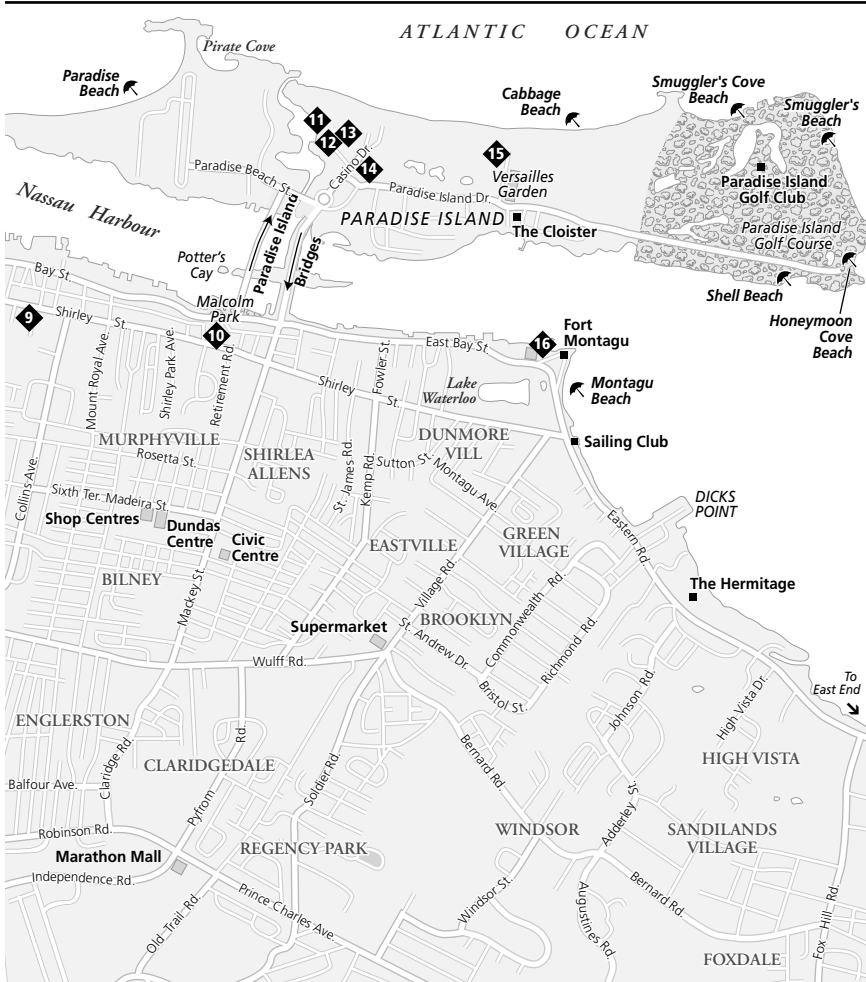 ATLANTIC OCEAN
Pirate Cove
Paradise
Beach
Cabbage
Beach
Smuggler's Cove
Beach
Smuggler's
Beach
11
12
13
14
15
Casino Dr.
Versailles
Garden
Paradise Beach St.
Paradise Island Dr.
PARADISE ISLAND
The Cloister
Paradise Island
Golf Club
Paradise Island
Golf Course
Shell Beach
Honeymoon
Cove
Beach
Nassau Harbour
Paradise Island
Bridges
Potter's
Cay
Malcolm
Park
Bay St.
Shirley St.
9
10
East Bay St.
16
Fort
Montagu
Montagu
Beach
Lake
Waterloo
Sailing Club
Fowler St.
Shirley St.
Mount Royal Ave.
Shirley Park Ave.
Retirement Rd.
MURPHYVILLE
Rosetta St.
SHIRLEA
ALLENS
DUNMORE
VILL
Collins Ave.
St. James Rd.
Kemp Rd.
Sutton St.
Montagu Ave.
Sixth Ter.
Madeira St.
Shop Centres
Dundas
Centre
Civic
Centre
BILNEY
Mackey St.
EASTVILLE
GREEN
VILLAGE
Eastern Rd.
DICKS
POINT
The Hermitage
Village Rd.
BROOKLYN
Commonwealth Rd.
Richmond Rd.
Supermarket
St. Andrew Dr.
Bristol St.
Wulff Rd.
Johnson Rd.
High Vista Dr.
To
East End
ENGLERSTON
Claridge Rd.
CLARIDGEDALE
Pyfrom Rd.
Soldier Rd.
Bernard Rd.
HIGH VISTA
Balfour Ave.
Robinson Rd.
WINDSOR
Adderley St.
SANDILANDS
VILLAGE
Marathon Mall
REGENCY PARK
Independence Rd.
Prince Charles Ave.
Old Trail Rd.
Windsor St.
Augustines Rd.
Bernard Rd.
Fox Hill Rd.
FOXDALE